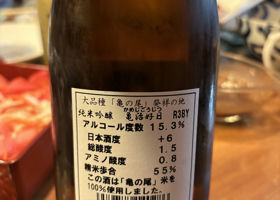 大品種「亀の尾」発祥の地
かめじこうじつ
純米吟醸 亀治好日 R3BY
アルコール度数 15.3%
日本酒度 +6
総酸度 1.5
アミノ酸度 0.8
精米歩合 55%
この酒は「亀の尾」米を
100%使用しました。